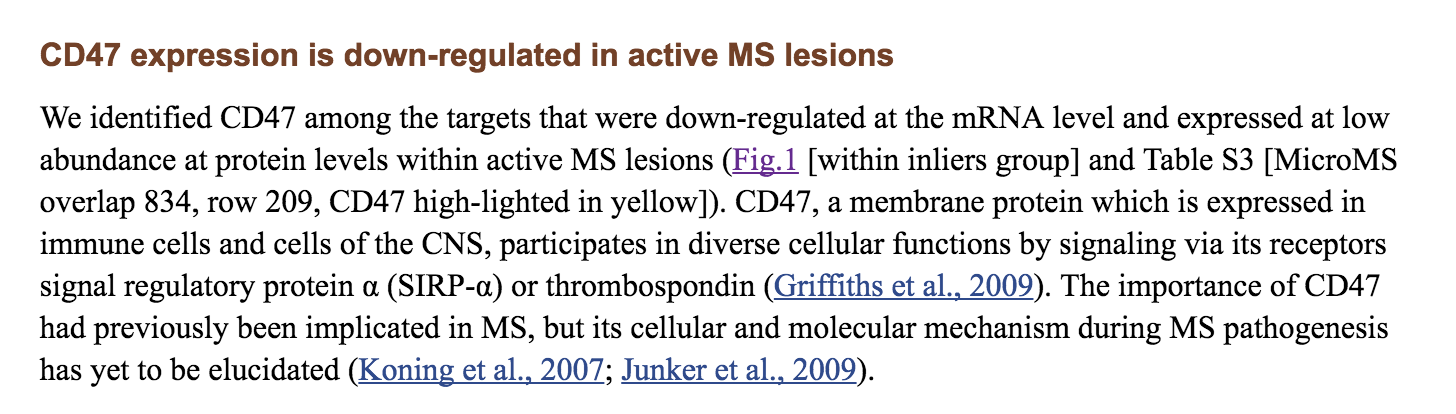 CD47 expression is down-regulated in active MS lesions
We identified CD47 among the targets that were down-regulated at the mRNA level and expressed at low
abundance at protein levels within active MS lesions (Fig.1 [within inliers group] and Table S3 [MicroMS
overlap 834, row 209, CD47 high-lighted in yellow]). CD47, a membrane protein which is expressed in
immune cells and cells of the CNS, participates in diverse cellular functions by signaling via its receptors
signal regulatory protein α (SIRP-α) or thrombospondin (Griffiths et al., 2009). The importance of CD47
had previously been implicated in MS, but its cellular and molecular mechanism during MS pathogenesis
has yet to be elucidated (Koning et al., 2007; Junker et al., 2009).